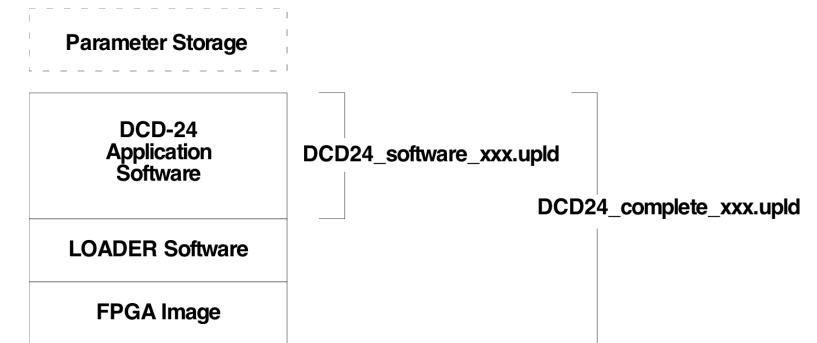 Parameter Storage
DCD-24
Application
Software
DCD24_software_xxx.upld
DCD24_complete_xxx.upld
LOADER Software
FPGA Image